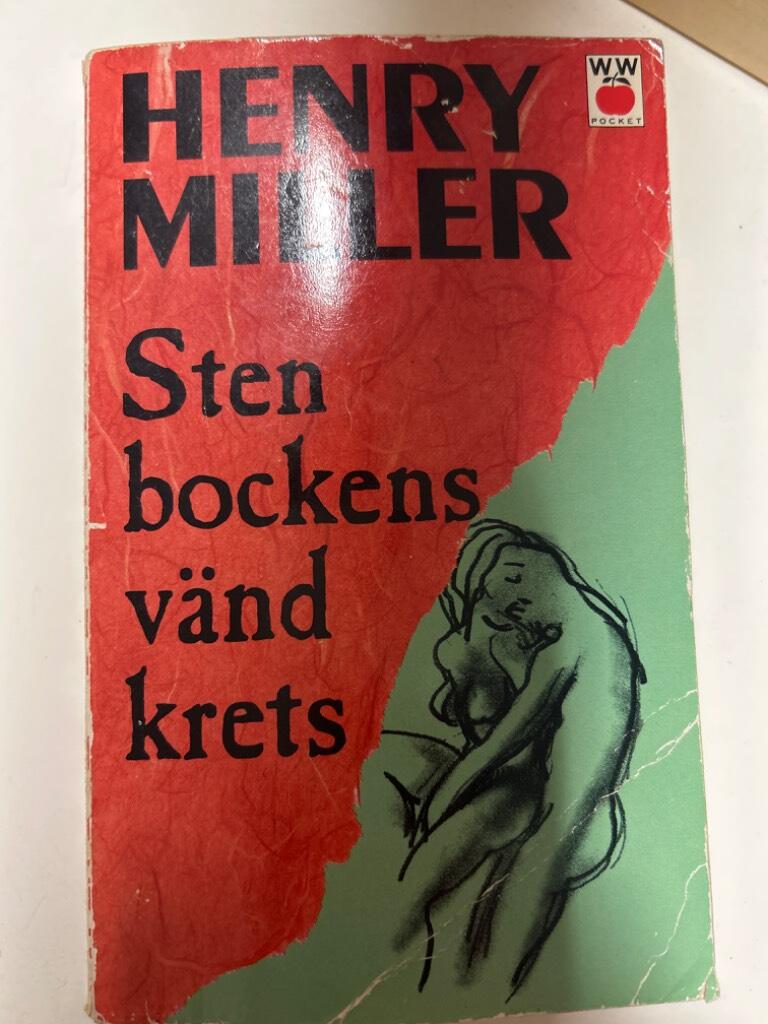 HENRY
MILLER
WW
POCKET
Sten
bockens
vänd
krets